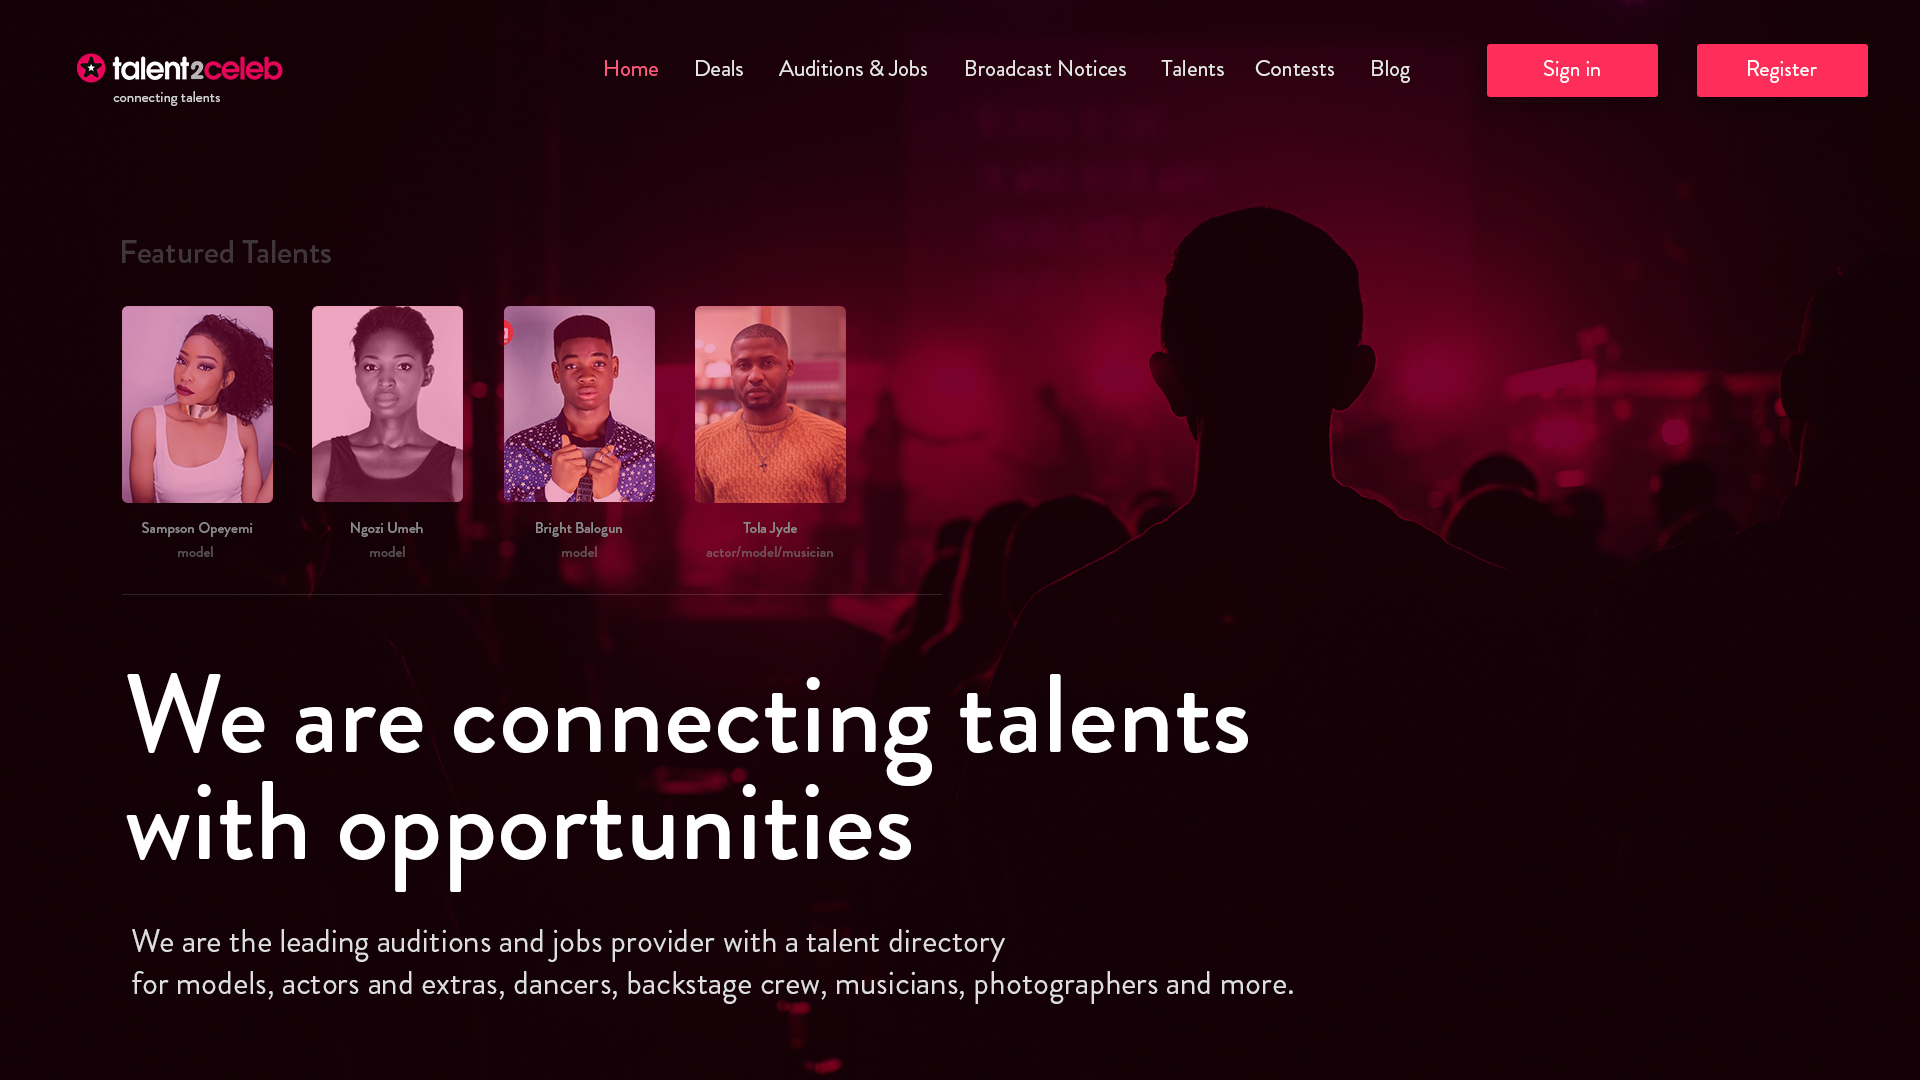 talent2celeb
connecting talents
Home Deals Auditions & Jobs Broadcast Notices Talents Contests Blog Sign in Register
Featured Talents
Sampson Opeyemi Ngozi Umeh Bright Balogun Tola Jyde
model model model actor/model/musician
We are connecting talents
with opportunities
We are the leading auditions and jobs provider with a talent directory
for models, actors and extras, dancers, backstage crew, musicians, photographers and more.